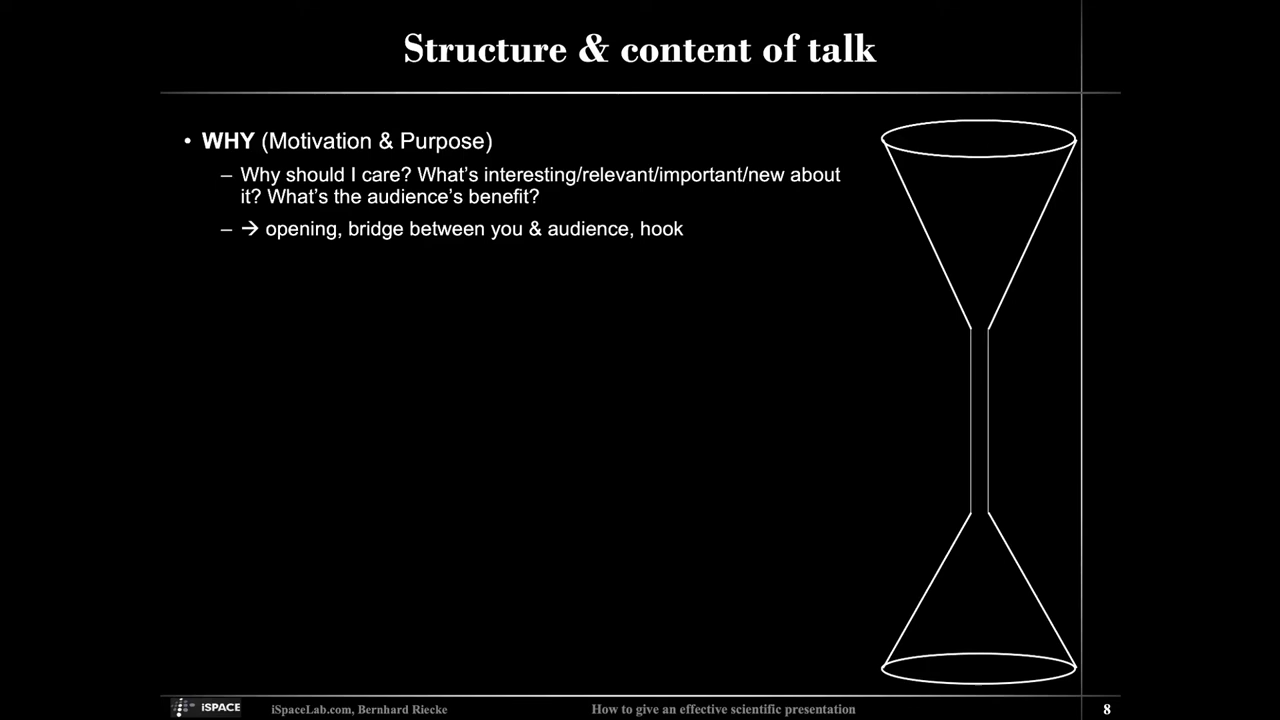 Structure & content of talk
• WHY (Motivation & Purpose)
– Why should I care? What’s interesting/relevant/important/new about
it? What’s the audience’s benefit?
– → opening, bridge between you & audience, hook
iSPACE
iSpaceLab.com, Bernhard Riecke
How to give an effective scientific presentation
8